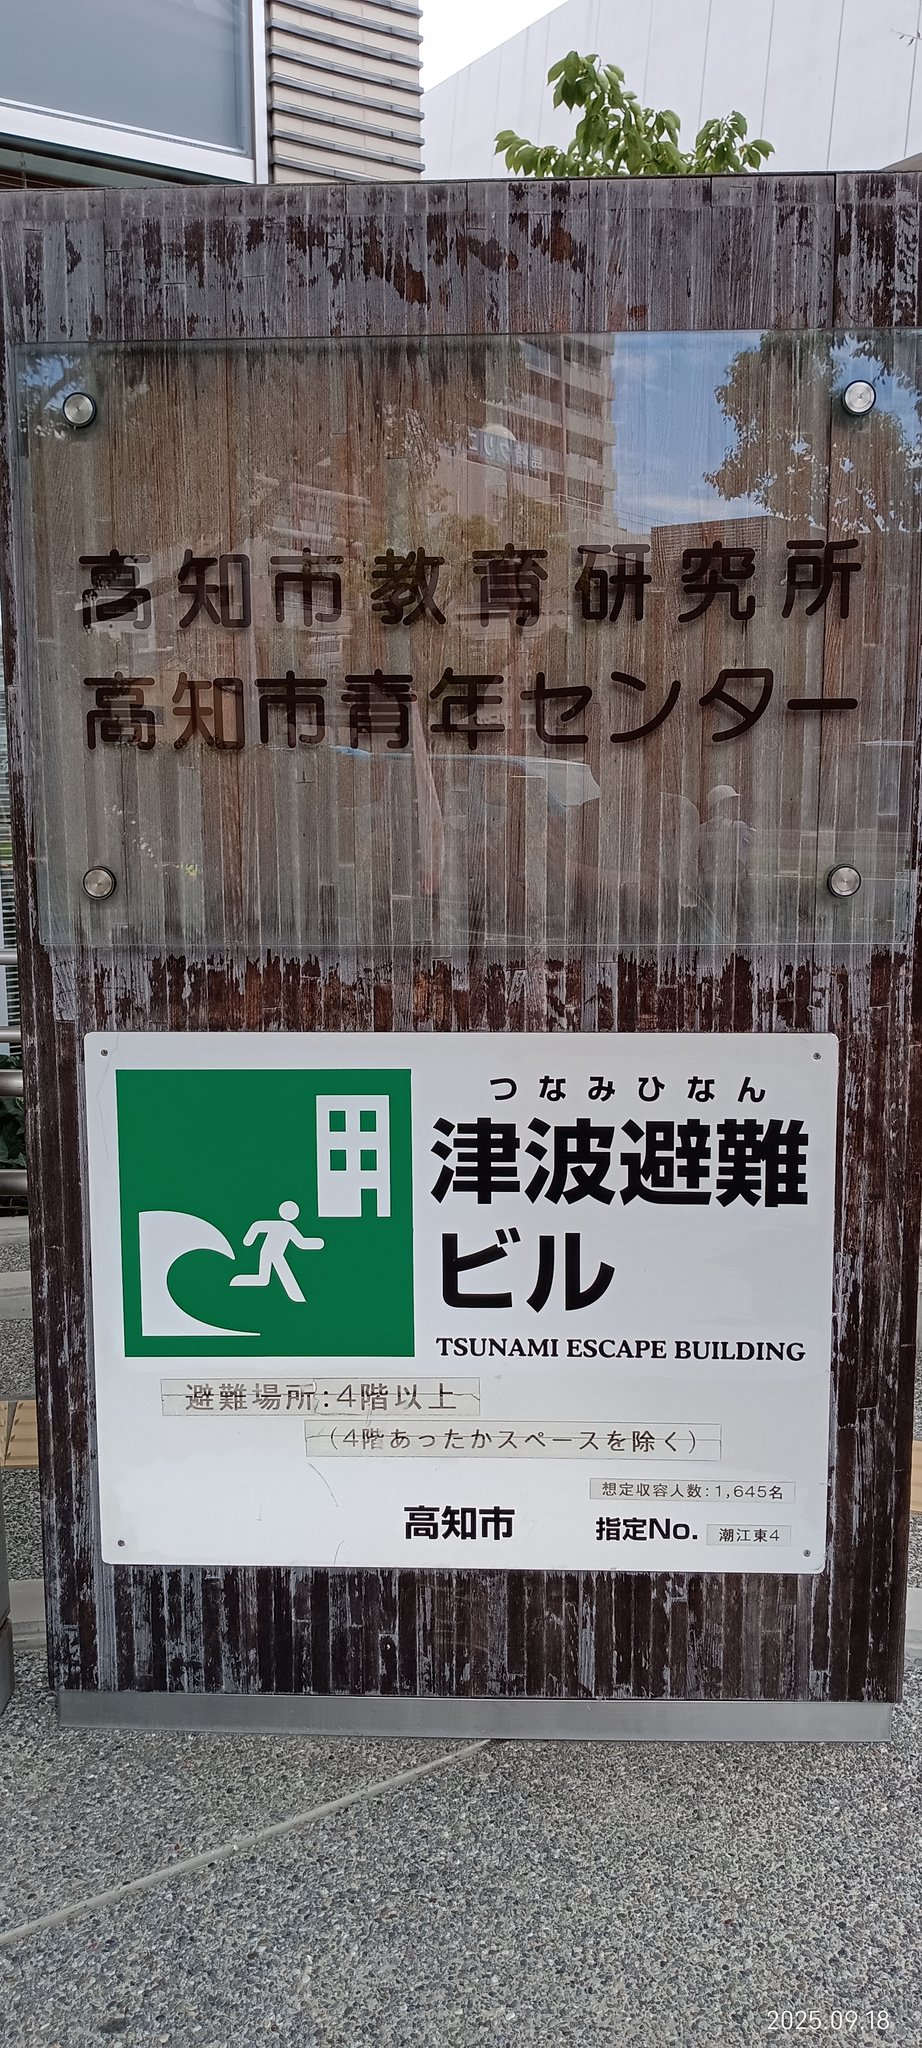 高知市教育研究所
高知市青年センター
つなみひなん
津波避難
ビル
TSUNAMI ESCAPE BUILDING
避難場所:4階以上
(4階あったかスペースを除く)
想定収容人数:1,645名
高知市 指定No. 潮江東4
2025.09.18